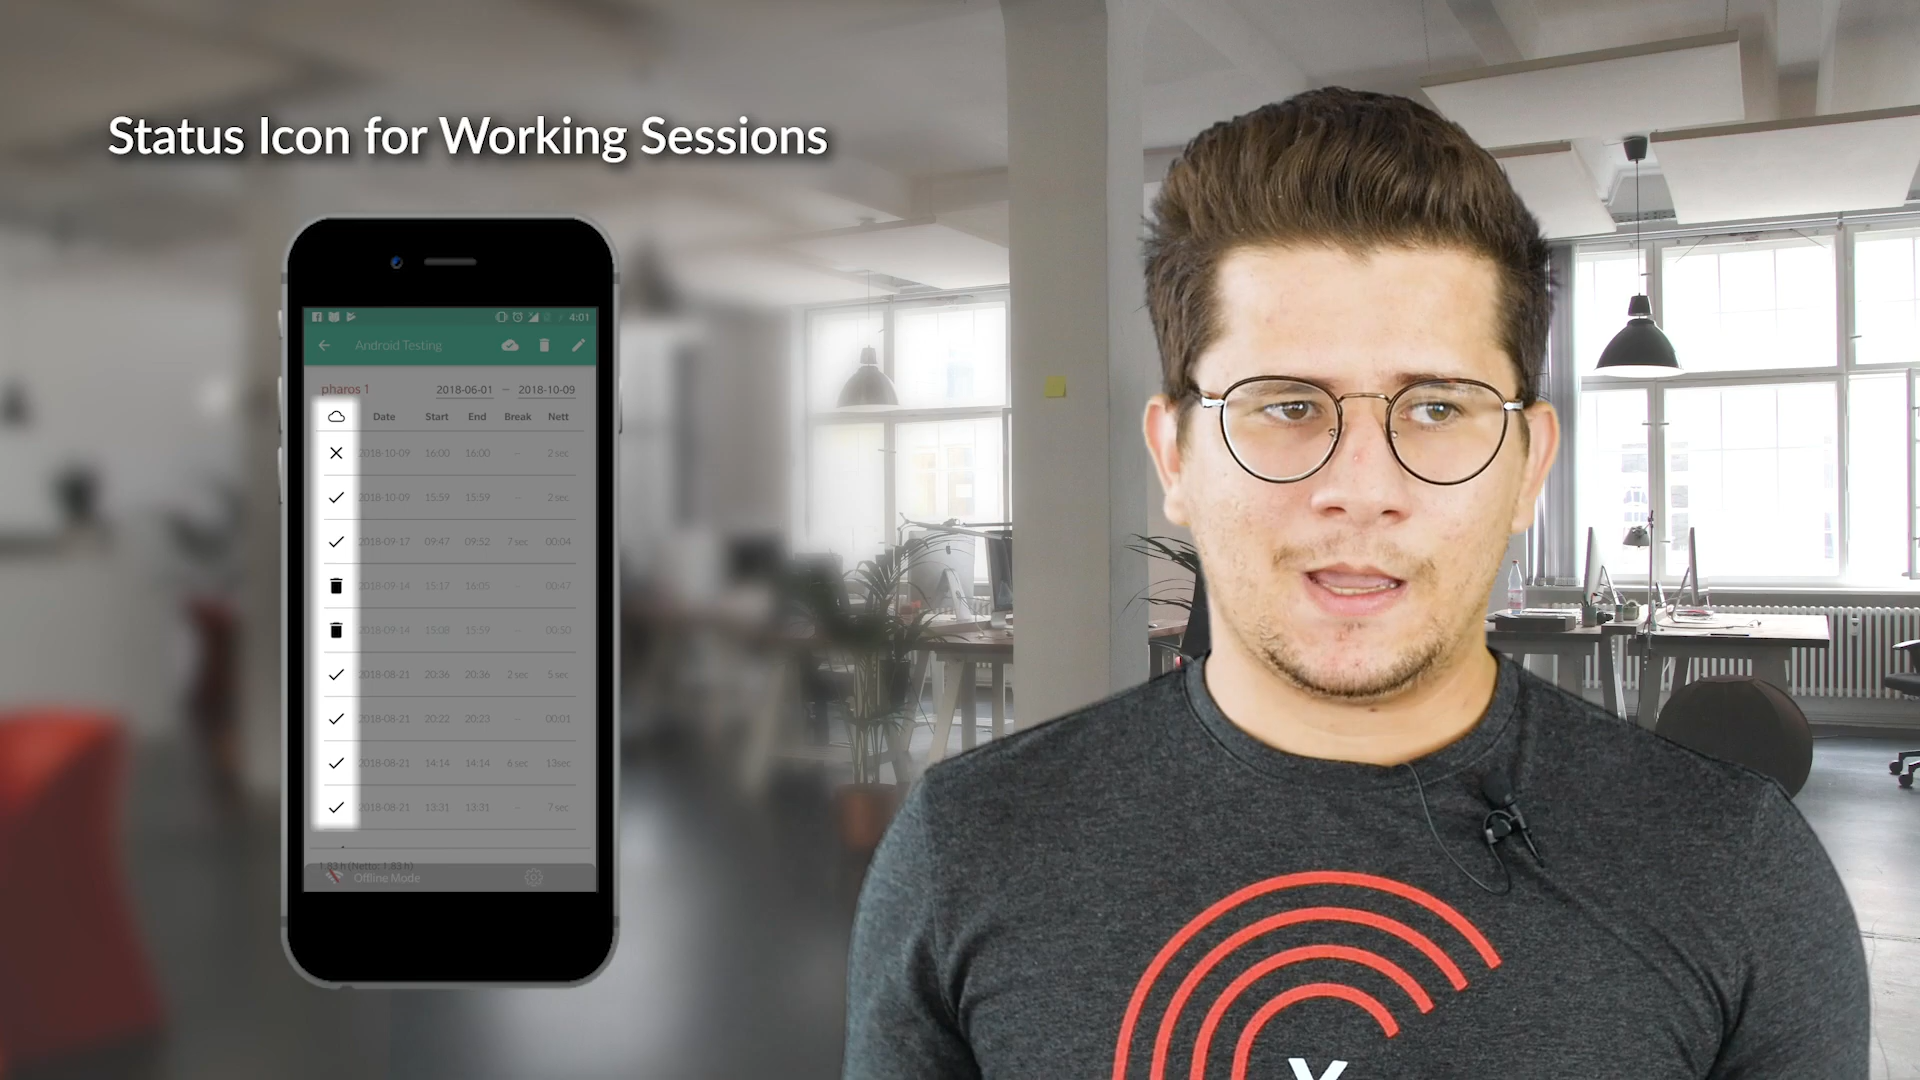 Status Icon for Working Sessions
4:01
Android Testing
pharos 1 2018-06-01 – 2018-10-09
Date Start End Break Nett
2018-10-09 16:00 16:00 - 2 sec
2018-10-09 15:59 15:59 - 2 sec
2018-09-17 09:47 09:52 7 sec 00:04
2018-09-14 15:17 16:05 - 00:47
2018-09-14 15:08 15:59 - 00:50
2018-08-21 20:36 20:36 2 sec 5 sec
2018-08-21 20:22 20:23 - 00:01
2018-08-21 14:14 14:14 6 sec 13sec
2018-08-21 13:31 13:31 - 7 sec
1.83 h (Netto: 1.83 h)
Offline Mode